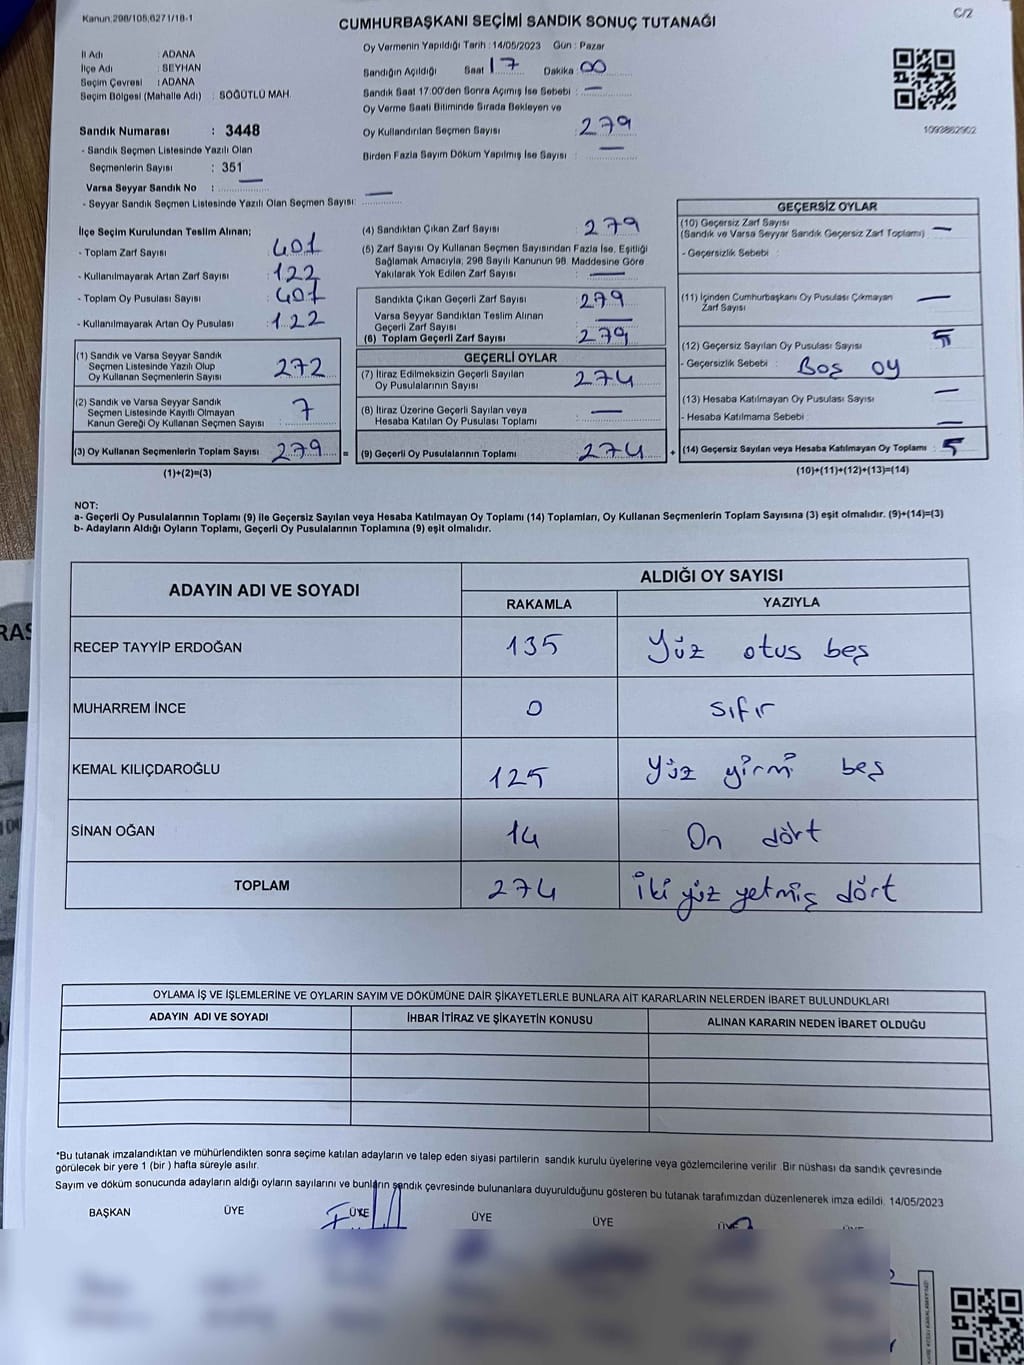 Kanun:298/105,6271/18-1
C/2
CUMHURBAŞKANI SEÇİMİ SANDIK SONUÇ TUTANAĞI
İl Adı : ADANA
İlçe Adı : SEYHAN
Seçim Çevresi : ADANA
Seçim Bölgesi (Mahalle Adı) : SÖĞÜTLÜ MAH.
Oy Vermenin Yapıldığı Tarih : 14/05/2023 Gün : Pazar
Sandığın Açıldığı Saat 17 Dakika : 00
Sandık Saat 17:00'den Sonra Açımış İse Sebebi : —
Oy Verme Saati Bitiminde Sırada Bekleyen ve
Oy Kullandırılan Seçmen Sayısı : 279
Birden Fazla Sayım Döküm Yapılmış İse Sayısı : —
1093862902
Sandık Numarası : 3448
- Sandık Seçmen Listesinde Yazılı Olan
Seçmenlerin Sayısı : 351
Varsa Seyyar Sandık No : —
- Seyyar Sandık Seçmen Listesinde Yazılı Olan Seçmen Sayısı: —
İlçe Seçim Kurulundan Teslim Alınan;
- Toplam Zarf Sayısı : 401
- Kullanılmayarak Artan Zarf Sayısı : 122
- Toplam Oy Pusulası Sayısı : 401
- Kullanılmayarak Artan Oy Pusulası : 122
(1) Sandık ve Varsa Seyyar Sandık
Seçmen Listesinde Yazılı Olup
Oy Kullanan Seçmenlerin Sayısı : 272
(2) Sandık ve Varsa Seyyar Sandık
Seçmen Listesinde Kayıtlı Olmayan
Kanun Gereği Oy Kullanan Seçmen Sayısı : 7
(3) Oy Kullanan Seçmenlerin Toplam Sayısı : 279 =
(1)+(2)=(3)
(4) Sandıktan Çıkan Zarf Sayısı : 279
(5) Zarf Sayısı Oy Kullanan Seçmen Sayısından Fazla İse, Eşitliği
Sağlamak Amacıyla, 298 Sayılı Kanunun 98. Maddesine Göre
Yakılarak Yok Edilen Zarf Sayısı : —
Sandıkta Çıkan Geçerli Zarf Sayısı : 279
Varsa Seyyar Sandıktan Teslim Alınan
Geçerli Zarf Sayısı : —
(6) Toplam Geçerli Zarf Sayısı : 279
GEÇERLİ OYLAR
(7) İtiraz Edilmeksizin Geçerli Sayılan
Oy Pusulalarının Sayısı : 274
(8) İtiraz Üzerine Geçerli Sayılan veya
Hesaba Katılan Oy Pusulası Toplamı : —
(9) Geçerli Oy Pusulalarının Toplamı : 274 +
GEÇERSİZ OYLAR
(10) Geçersiz Zarf Sayısı : —
(Sandık ve Varsa Seyyar Sandık Geçersiz Zarf Toplamı)
- Geçersizlik Sebebi :
(11) İçinden Cumhurbaşkanı Oy Pusulası Çıkmayan : —
Zarf Sayısı
(12) Geçersiz Sayılan Oy Pusulası Sayısı : 5
- Geçersizlik Sebebi : Boş oy
(13) Hesaba Katılmayan Oy Pusulası Sayısı : —
- Hesaba Katılmama Sebebi : —
(14) Geçersiz Sayılan veya Hesaba Katılmayan Oy Toplamı : 5
(10)+(11)+(12)+(13)=(14)
NOT:
a- Geçerli Oy Pusulalarının Toplamı (9) ile Geçersiz Sayılan veya Hesaba Katılmayan Oy Toplamı (14) Toplamları, Oy Kullanan Seçmenlerin Toplam Sayısına (3) eşit olmalıdır. (9)+(14)=(3)
b- Adayların Aldığı Oyların Toplamı, Geçerli Oy Pusulalarının Toplamına (9) eşit olmalıdır.
ADAYIN ADI VE SOYADI ALDIĞI OY SAYISI
RAKAMLA YAZIYLA
RECEP TAYYİP ERDOĞAN 135 Yüz otus beş
MUHARREM İNCE 0 sıfır
KEMAL KILIÇDAROĞLU 125 yüz yirmi beş
SİNAN OĞAN 14 On dört
TOPLAM 274 iki yüz yetmiş dört
OYLAMA İŞ VE İŞLEMLERİNE VE OYLARIN SAYIM VE DÖKÜMÜNE DAİR ŞİKAYETLERLE BUNLARA AİT KARARLARIN NELERDEN İBARET BULUNDUKLARI
ADAYIN ADI VE SOYADI İHBAR İTİRAZ VE ŞİKAYETİN KONUSU ALINAN KARARIN NEDEN İBARET OLDUĞU
*Bu tutanak imzalandıktan ve mühürlendikten sonra seçime katılan adayların ve talep eden siyasi partilerin sandık kurulu üyelerine veya gözlemcilerine verilir. Bir nüshası da sandık çevresinde
görülecek bir yere 1 (bir ) hafta süreyle asılır.
Sayım ve döküm sonucunda adayların aldığı oyların sayılarını ve bunların sandık çevresinde bulunanlara duyurulduğunu gösteren bu tutanak tarafımızdan düzenlenerek imza edildi. 14/05/2023
BAŞKAN ÜYE ÜYE ÜYE ÜYE ÜYE